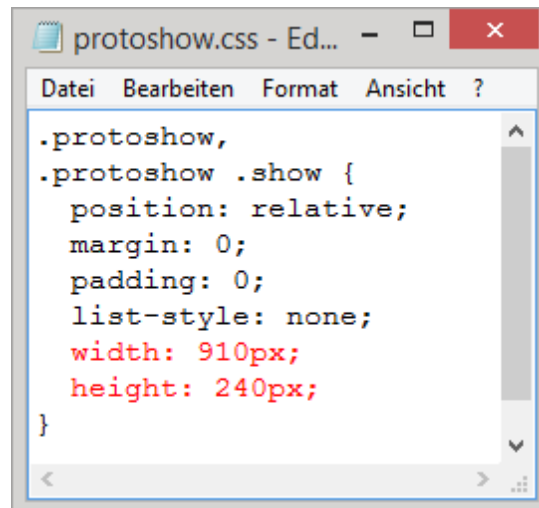 protoshow.css - Ed...
Datei Bearbeiten Format Ansicht ?
.protoshow,
.protoshow .show {
  position: relative;
  margin: 0;
  padding: 0;
  list-style: none;
  width: 910px;
  height: 240px;
}